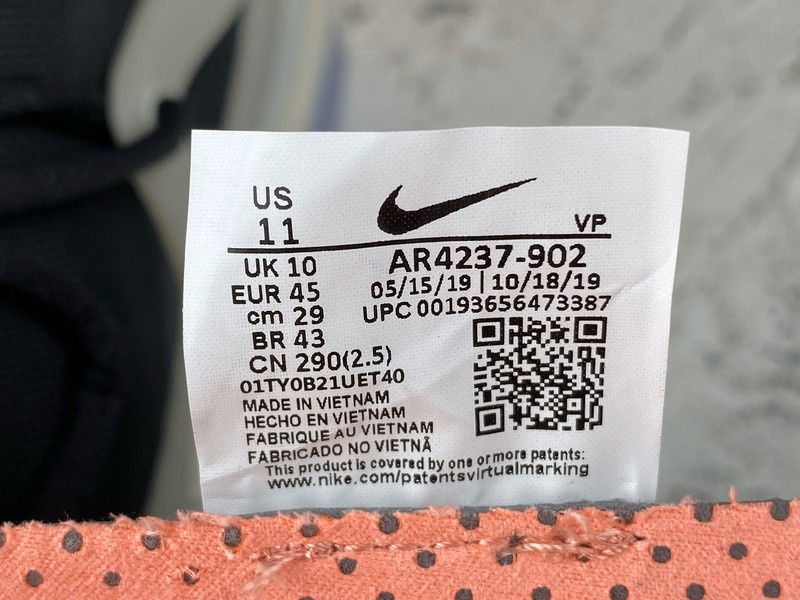 US
11
VP
UK 10
EUR 45
cm 29
BR 43
CN 290(2.5)
AR4237-902
05/15/19 | 10/18/19
UPC 00193656473387
01TY0B21UET40
MADE IN VIETNAM
HECHO EN VIETNAM
FABRIQUE AU VIETNAM
FABRICADO NO VIETNÃ
This product is covered by one or more patents:
www.nike.com/patentsvirtualmarking